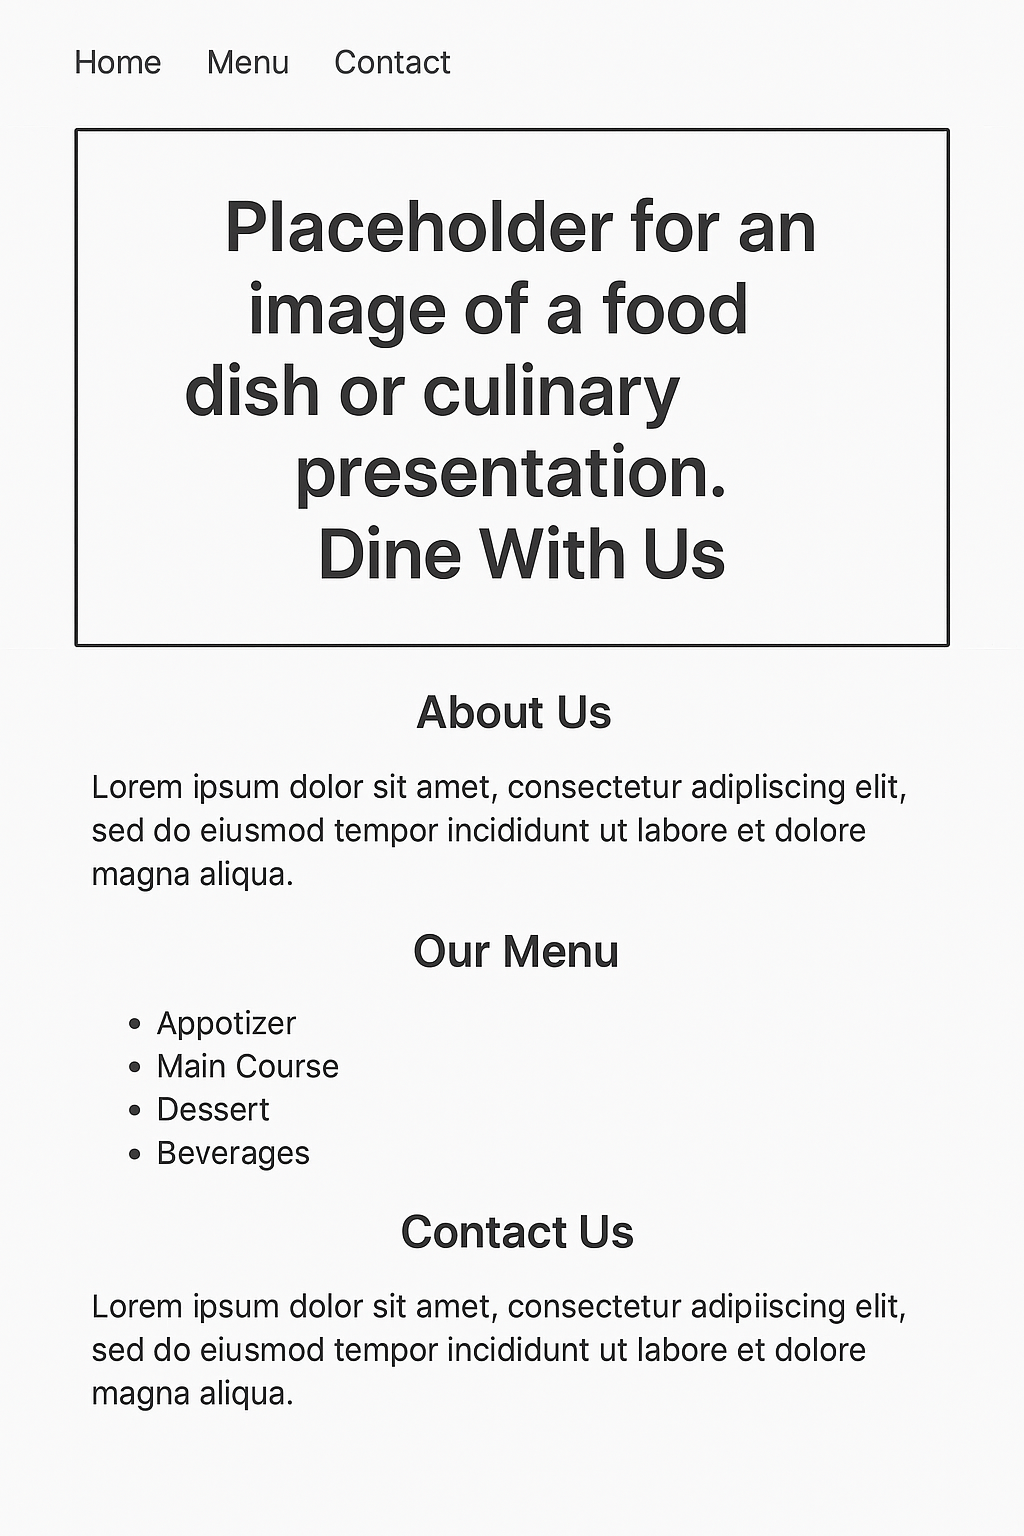 Home Menu Contact
Placeholder for an
image of a food
dish or culinary
presentation.
Dine With Us
About Us
Lorem ipsum dolor sit amet, consectetur adipliscing elit,
sed do eiusmod tempor incididunt ut labore et dolore
magna aliqua.
Our Menu
• Appotizer
• Main Course
• Dessert
• Beverages
Contact Us
Lorem ipsum dolor sit amet, consectetur adipiiscing elit,
sed do eiusmod tempor incididunt ut labore et dolore
magna aliqua.